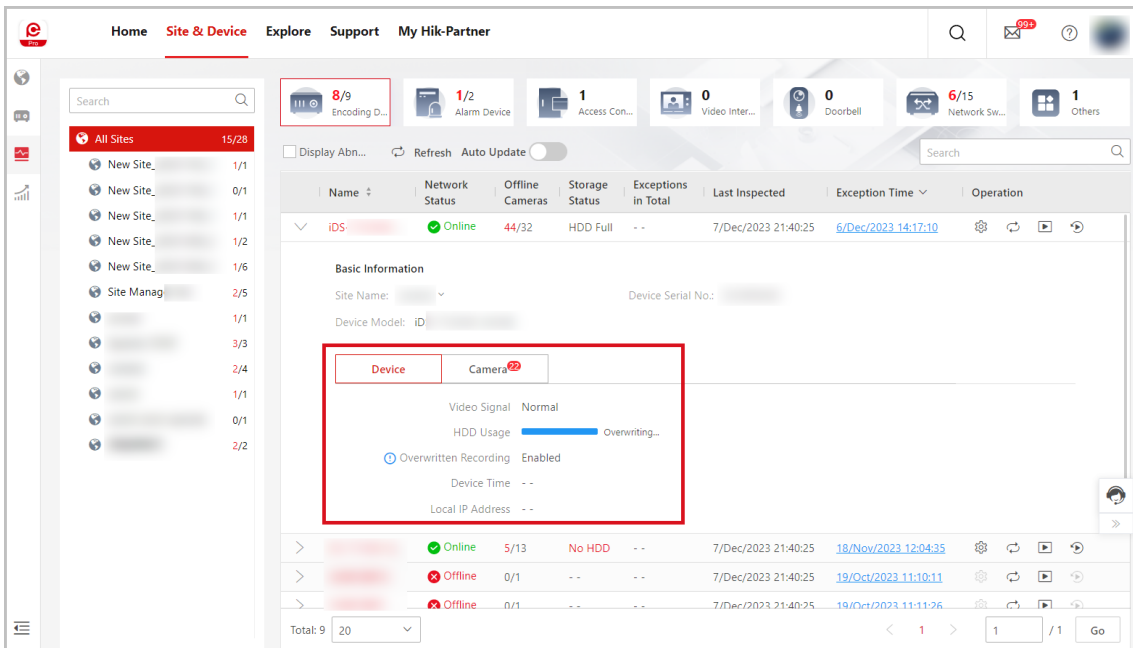 Pro
Home Site & Device Explore Support My Hik-Partner 99+
Search
All Sites 15/28
New Site_ 1/1
New Site_ 0/1
New Site_ 1/1
New Site_ 1/2
New Site_ 1/6
Site Manag 2/5
1/1
3/3
2/4
1/1
0/1
2/2
8/9 1/2 1 0 0 6/15 1
Encoding D... Alarm Device Access Con... Video Inter... Doorbell Network Sw... Others
Display Abn... Refresh Auto Update Search
Name Network Status Offline Cameras Storage Status Exceptions in Total Last Inspected Exception Time Operation
iDS- Online 44/32 HDD Full - - 7/Dec/2023 21:40:25 6/Dec/2023 14:17:10
Basic Information
Site Name: Device Serial No.:
Device Model: iD
Device Camera 22
Video Signal Normal
HDD Usage Overwriting...
Overwritten Recording Enabled
Device Time - -
Local IP Address - -
Online 5/13 No HDD - - 7/Dec/2023 21:40:25 18/Nov/2023 12:04:35
Offline 0/1 - - - - 7/Dec/2023 21:40:25 19/Oct/2023 11:10:11
Offline 0/1 - - - - 7/Dec/2023 21:40:25 19/Oct/2023 11:11:26
Total: 9 20 < 1 > 1 / 1 Go